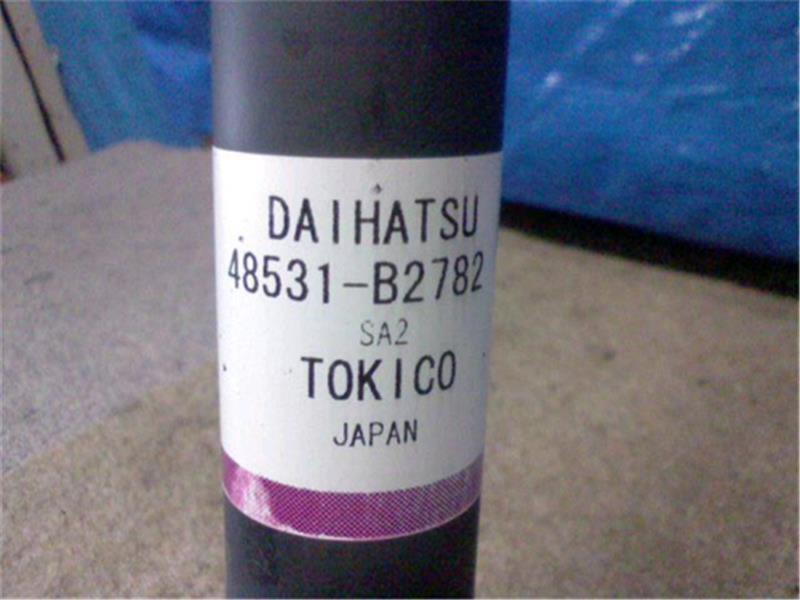 DAIHATSU
48531-B2782
SA2
TOKICO
JAPAN